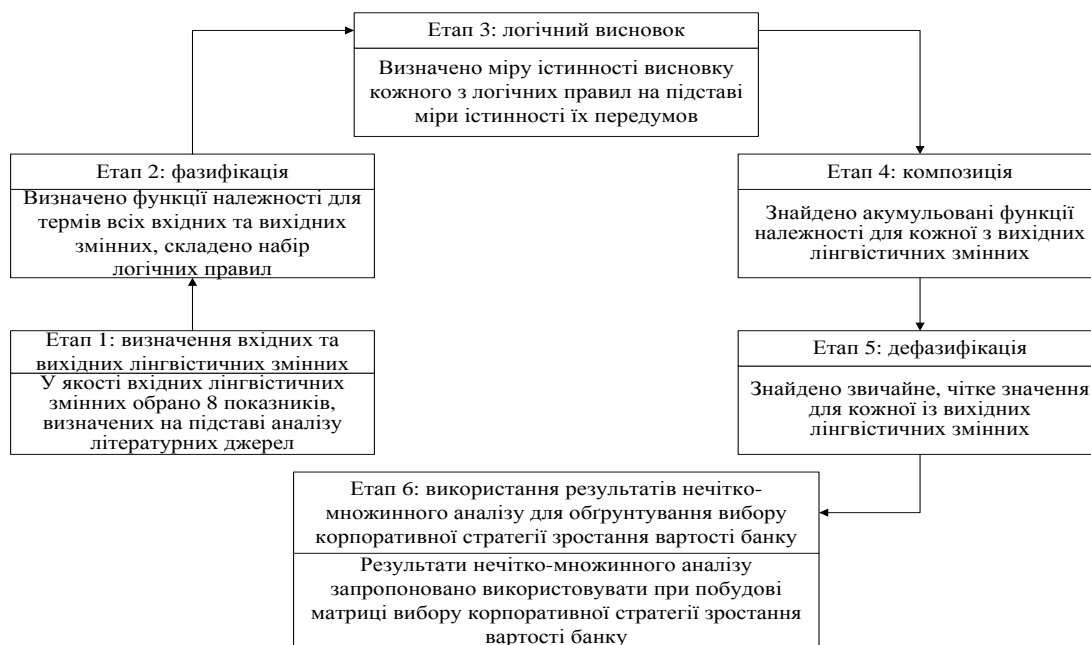 Етап 3: логічний висновок
Визначено міру істинності висновку
кожного з логічних правил на підставі
міри істинності їх передумов
Етап 2: фазифікація
Визначено функції належності для
термів всіх вхідних та вихідних
змінних, складено набір
логічних правил
Етап 4: композиція
Знайдено акумульовані функції
належності для кожної з вихідних
лінгвістичних змінних
Етап 1: визначення вхідних та
вихідних лінгвістичних змінних
У якості вхідних лінгвістичних
змінних обрано 8 показників,
визначених на підставі аналізу
літературних джерел
Етап 5: дефазифікація
Знайдено звичайне, чітке значення
для кожної із вихідних
лінгвістичних змінних
Етап 6: використання результатів нечітко-
множинного аналізу для обґрунтування вибору
корпоративної стратегії зростання вартості банку
Результати нечітко-множинного аналізу
запропоновано використовувати при побудові
матриці вибору корпоративної стратегії зростання
вартості банку